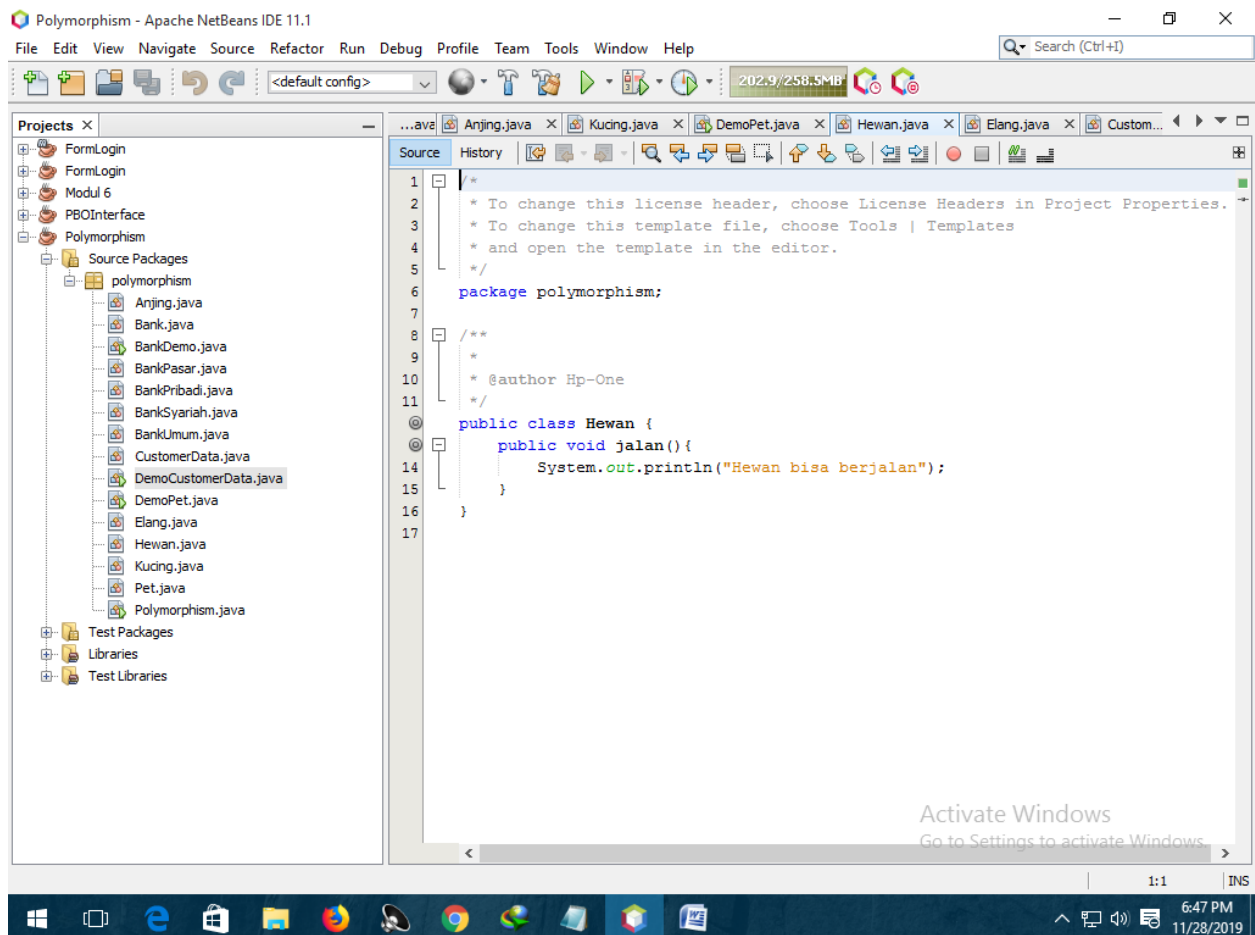 Polymorphism - Apache NetBeans IDE 11.1
File Edit View Navigate Source Refactor Run Debug Profile Team Tools Window Help
Search (Ctrl+I)
<default config>
202.9/258.5MB
Projects
...ava Anjing.java Kucing.java DemoPet.java Hewan.java Elang.java Custom...
Source History
FormLogin
FormLogin
Modul 6
PBOInterface
Polymorphism
Source Packages
polymorphism
Anjing.java
Bank.java
BankDemo.java
BankPasar.java
BankPribadi.java
BankSyariah.java
BankUmum.java
CustomerData.java
DemoCustomerData.java
DemoPet.java
Elang.java
Hewan.java
Kucing.java
Pet.java
Polymorphism.java
Test Packages
Libraries
Test Libraries
1 /*
2 * To change this license header, choose License Headers in Project Properties.
3 * To change this template file, choose Tools | Templates
4 * and open the template in the editor.
5 */
6 package polymorphism;
7
8 /**
9 *
10 * @author Hp-One
11 */
public class Hewan {
public void jalan(){
14 System.out.println("Hewan bisa berjalan");
15 }
16 }
17
Activate Windows
Go to Settings to activate Windows.
1:1 INS
6:47 PM
11/28/2019